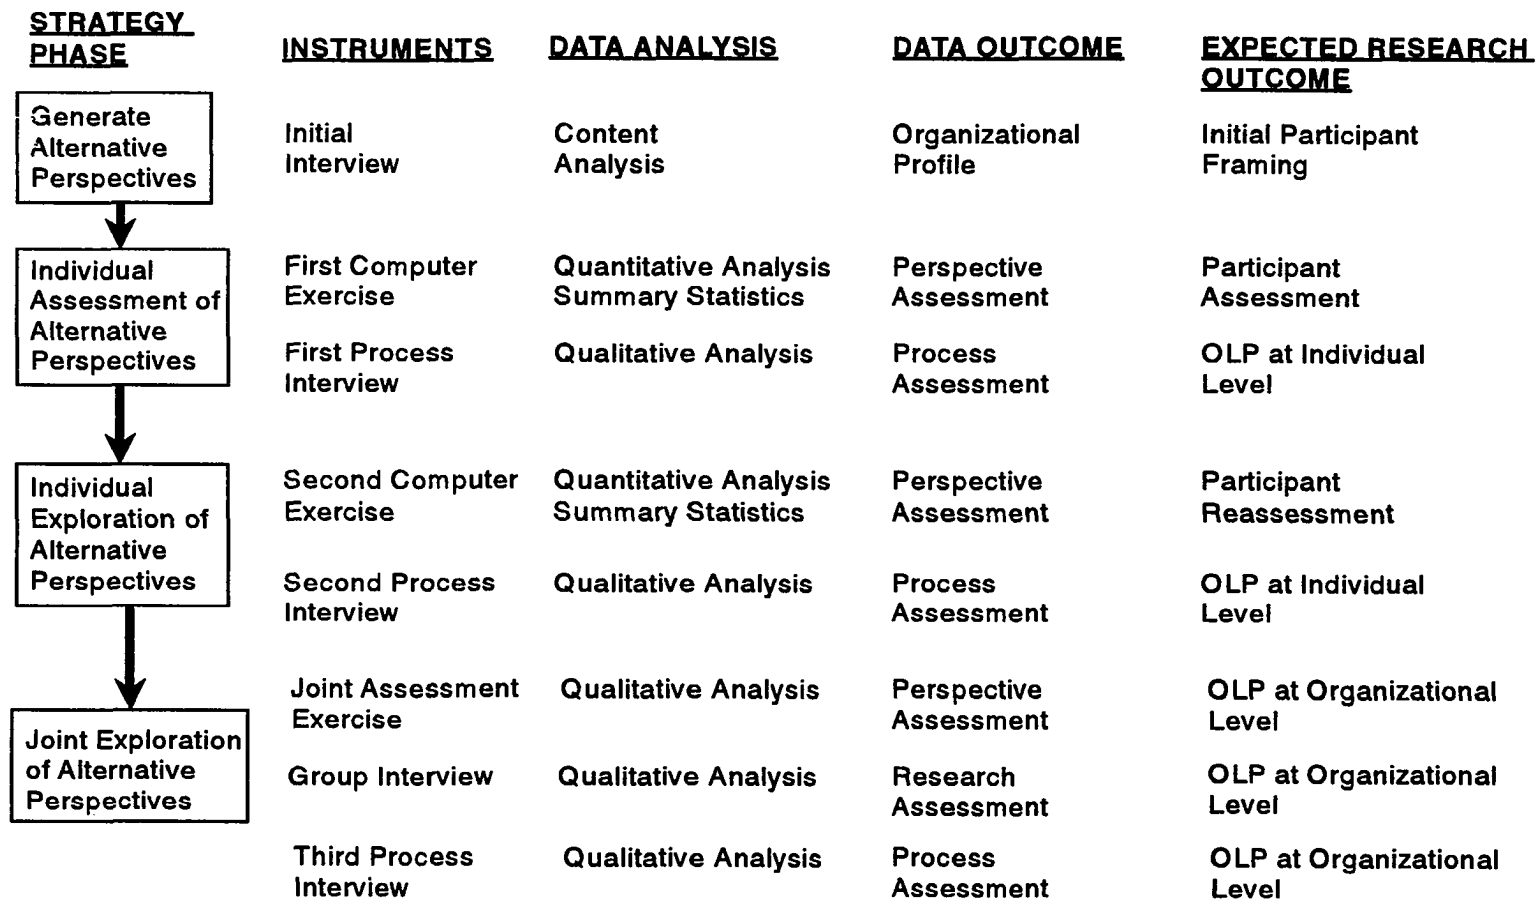 STRATEGY PHASE
INSTRUMENTS
DATA ANALYSIS
DATA OUTCOME
EXPECTED RESEARCH OUTCOME
Generate
Alternative
Perspectives
Initial
Interview
Content
Analysis
Organizational
Profile
Initial Participant
Framing
Individual
Assessment of
Alternative
Perspectives
First Computer
Exercise
Quantitative Analysis
Summary Statistics
Perspective
Assessment
Participant
Assessment
First Process
Interview
Qualitative Analysis
Process
Assessment
OLP at Individual
Level
Individual
Exploration of
Alternative
Perspectives
Second Computer
Exercise
Quantitative Analysis
Summary Statistics
Perspective
Assessment
Participant
Reassessment
Second Process
Interview
Qualitative Analysis
Process
Assessment
OLP at Individual
Level
Joint Exploration
of Alternative
Perspectives
Joint Assessment
Exercise
Qualitative Analysis
Perspective
Assessment
OLP at Organizational
Level
Group Interview
Qualitative Analysis
Research
Assessment
OLP at Organizational
Level
Third Process
Interview
Qualitative Analysis
Process
Assessment
OLP at Organizational
Level